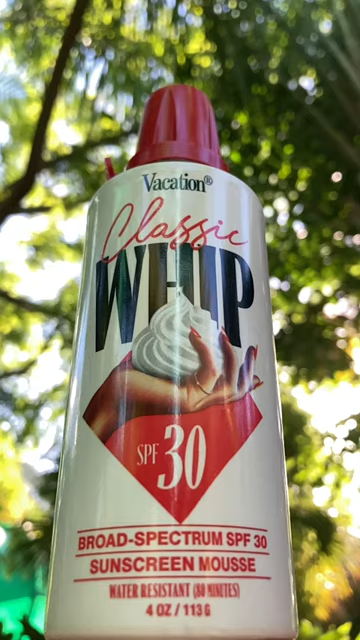 Vacation®
Classic
WHIP
SPF 30
BROAD-SPECTRUM SPF 30
SUNSCREEN MOUSSE
WATER RESISTANT (80 MINUTES)
4 OZ / 113 G